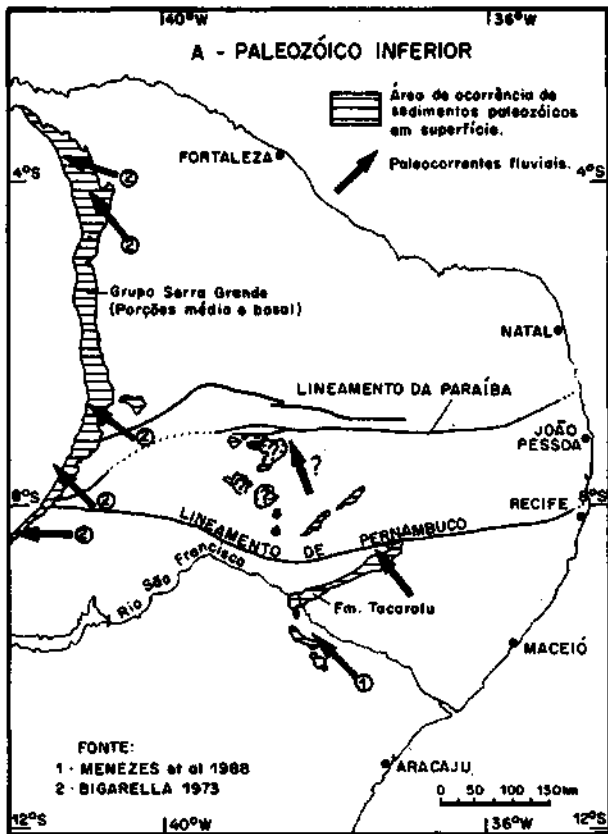 40°W 36°W
A - PALEOZÓICO INFERIOR
Área de ocorrência de
sedimentos paleozóicos
em superfície.
Paleocorrentes fluviais.
FORTALEZA
4°S 4°S
2
2
Grupo Serra Grande
(Porções média e basal)
NATAL
LINEAMENTO DA PARAÍBA
JOÃO
PESSOA
2
?
?
?
?
2
8°S 8°S
RECIFE
LINEAMENTO DE PERNAMBUCO
2
Rio São Francisco
Fm. Tacaratu
MACEIÓ
1
FONTE:
1 - MENEZES et al 1988
2 - BIGARELLA 1973
ARACAJU
0 50 100 150km
12°S 40°W 36°W 12°S